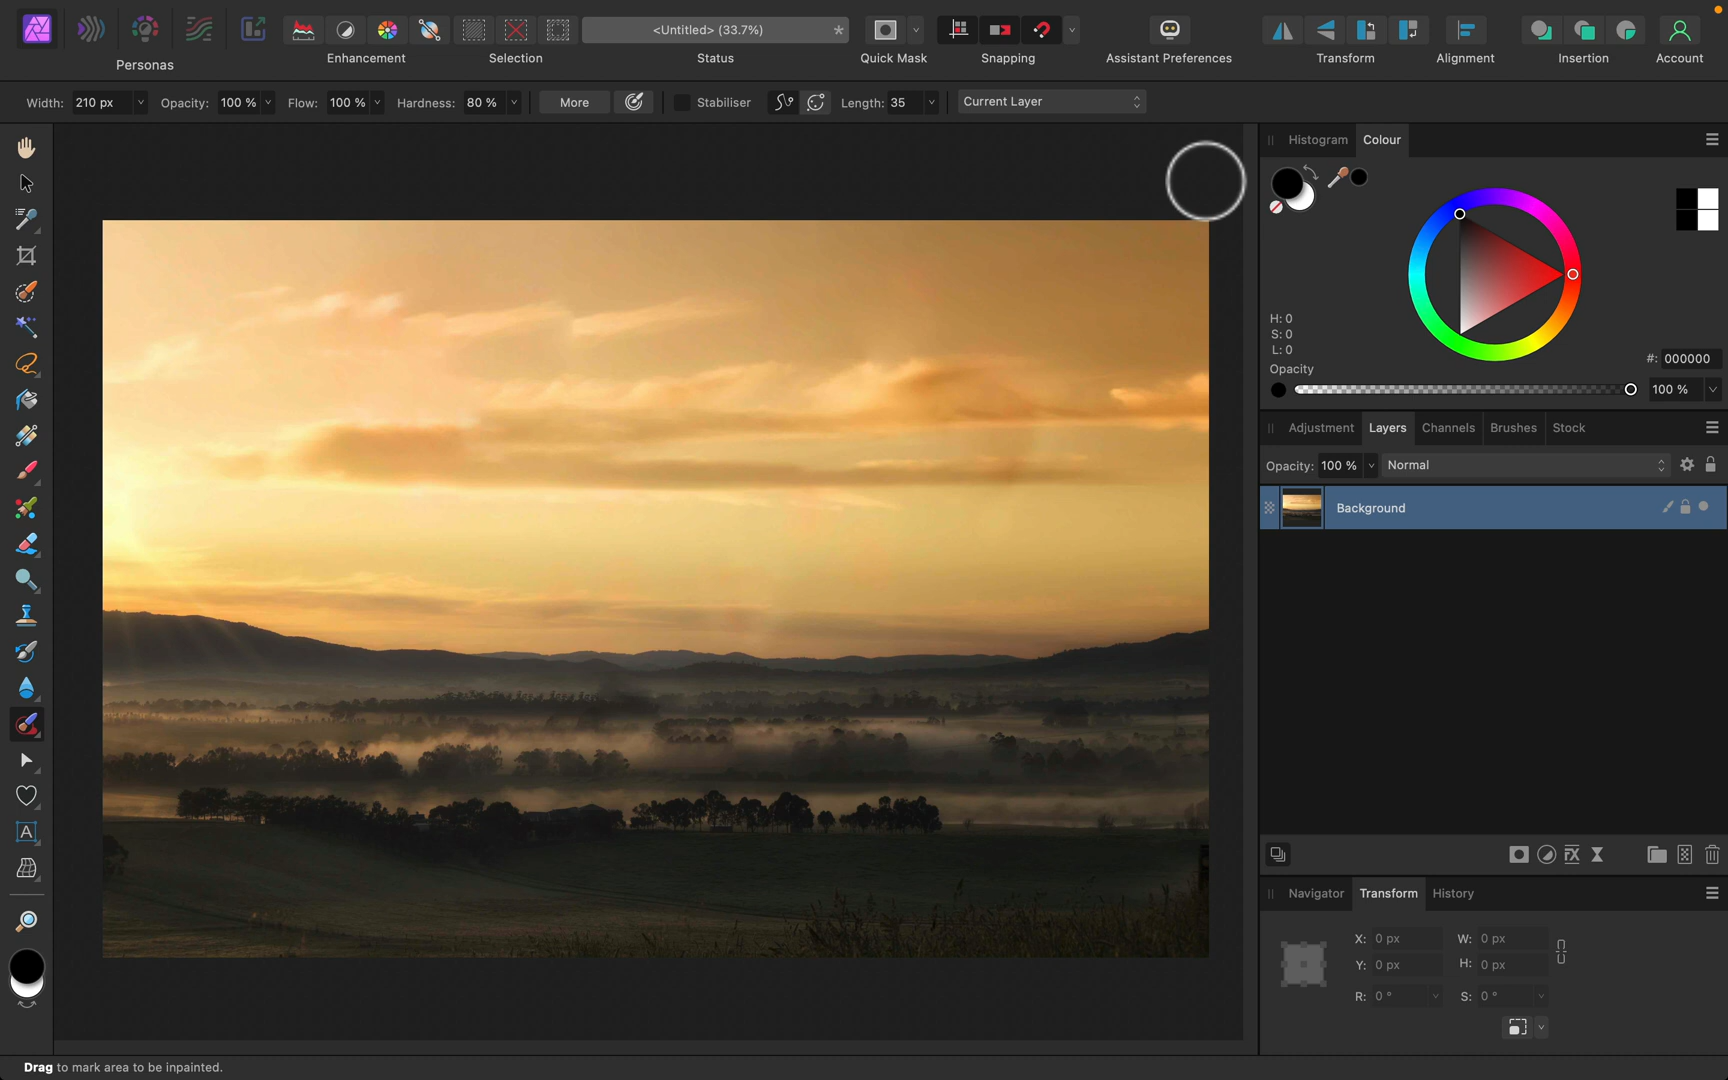 <Untitled> (33.7%)
*
Personas
Enhancement
Selection
Status
Quick Mask
Snapping
Assistant Preferences
Transform
Alignment
Insertion
Account
Width: 210 px
Opacity: 100 %
Flow: 100 %
Hardness: 80 %
More
Stabiliser
Length: 35
Current Layer
Histogram
Colour
H: 0
S: 0
L: 0
#: 000000
Opacity
100 %
Adjustment
Layers
Channels
Brushes
Stock
Opacity: 100 %
Normal
Background
FX
A
Navigator
Transform
History
X: 0 px
W: 0 px
Y: 0 px
H: 0 px
R: 0 °
S: 0 °
Drag to mark area to be inpainted.